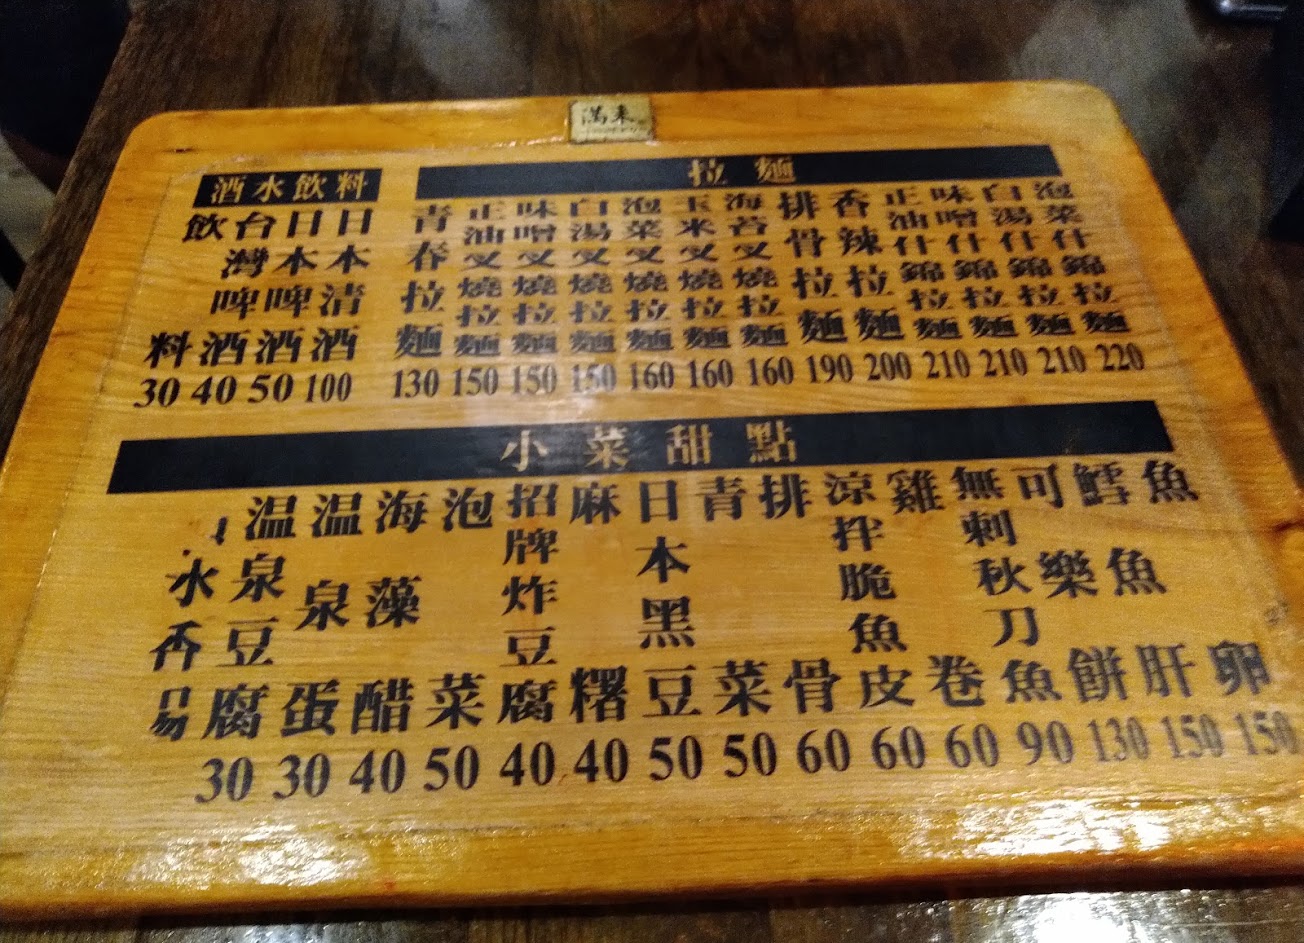 滿來
酒水飲料
飲料 30
台灣啤酒 40
日本啤酒 50
日本清酒 100
拉麵
青春拉麵 130
正油叉燒拉麵 150
味噌叉燒拉麵 150
白湯叉燒拉麵 150
泡菜叉燒拉麵 160
玉米叉燒拉麵 160
海苔叉燒拉麵 160
排骨拉麵 190
香辣拉麵 200
正油什錦拉麵 210
味噌什錦拉麵 210
白湯什錦拉麵 210
泡菜什錦拉麵 220
小菜甜點
水
温泉豆腐 30
温泉蛋 30
海藻醋 40
泡菜 50
招牌炸豆腐 40
麻糬 40
日本黑豆 50
青菜 50
排骨 60
涼拌脆魚皮 60
雞卷 60
無刺秋刀魚 90
可樂餅 130
鱈魚肝 150
魚卵 150